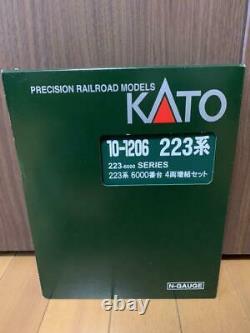 PRECISION RAILROAD MODELS
KATO
10-1206 223系
223-6000 SERIES
223系 6000番台 4両増結セット
N-GAUGE